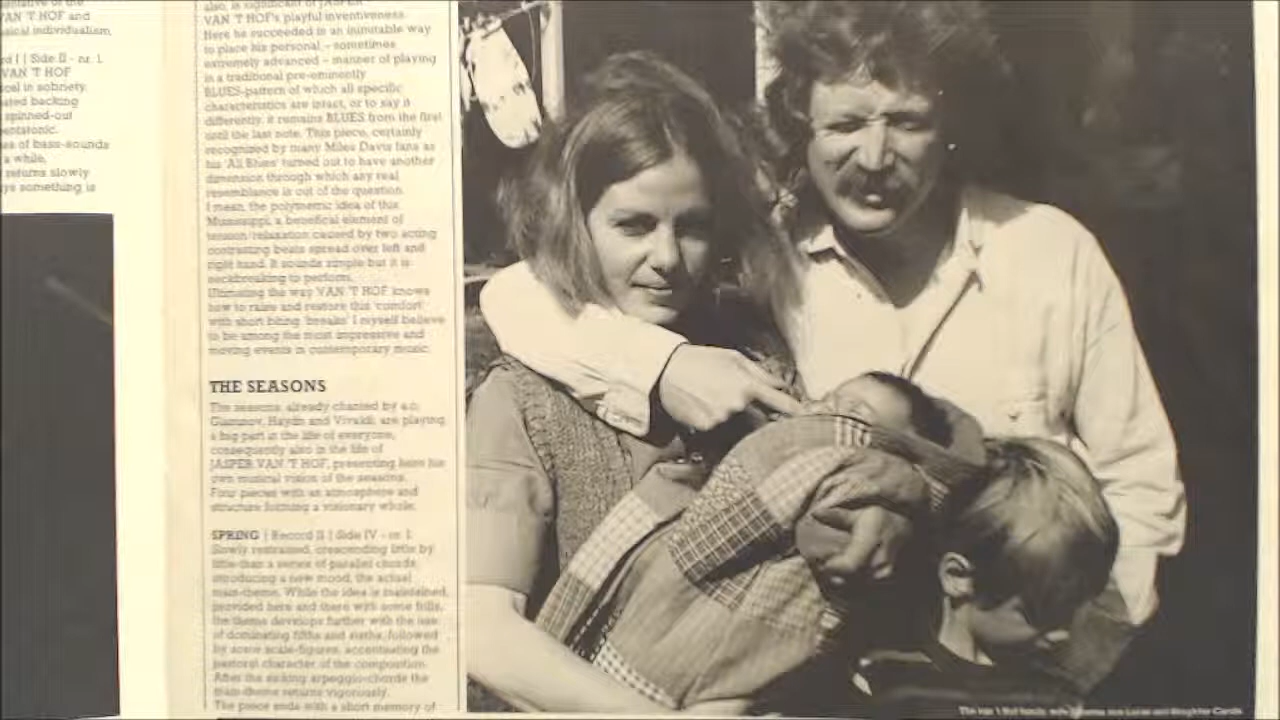 VAN 'T HOF and
musical individualism,
Side II - nr. 1.
VAN 'T HOF
in sobriety.
backing
spinned-out
pentatonic.
of bass-sounds
a while,
returns slowly
something is
also, is significant of JASPER
VAN 'T HOF's playful inventiveness.
Here he succeeded in an inimitable way
to place his personal – sometimes
extremely advanced – manner of playing
in a traditional pre-eminently
BLUES-pattern of which all specific
characteristics are intact, or to say it
differently, it remains BLUES from the first
until the last note. This piece, certainly
recognized by many Miles Davis fans as
his 'All Blues' turned out to have another
dimension through which any real
resemblance is out of the question.
I mean, the polymetric idea of this
Mississippi, a beneficial element of
tension/relaxation caused by two acting
contrasting beats spread over left and
right hand. It sounds simple but it is
neckbreaking to perform.
Ultimating the way VAN 'T HOF knows
how to raise and restore this 'comfort'
with short biting 'breaks' I myself believe
to be among the most impressive and
moving events in contemporary music.
THE SEASONS
The seasons, already chanted by a.o.
Glazunov, Haydn and Vivaldi, are playing
a big part in the life of everyone,
consequently also in the life of
JASPER VAN 'T HOF, presenting here his
own musical vision of the seasons.
Four pieces with an atmosphere and
structure forming a visionary whole.
SPRING | Record II | Side IV - nr. 1.
Slowly restrained, crescending little by
little than a series of parallel chords
introducing a new mood, the actual
main-theme. While the idea is maintained,
provided here and there with some frills,
the theme develops further with the use
of dominating fifths and sixths, followed
by some scale-figures, accentuating the
pastoral character of the composition.
After the striking arpeggio-chords the
main-theme returns vigorously.
The piece ends with a short memory of
The van 't Hof family: wife and daughter